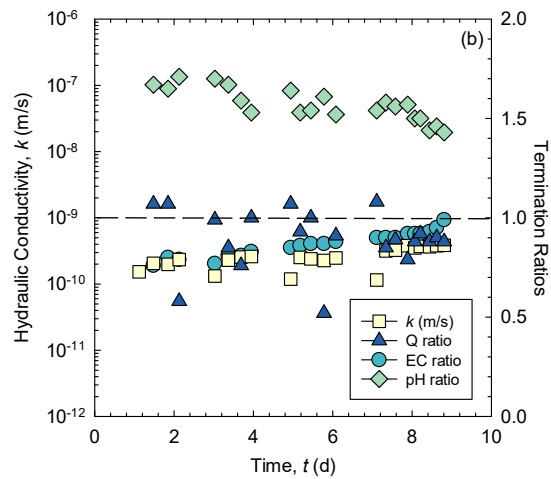 (b)
Hydraulic Conductivity, k (m/s)
10-6
10-7
10-8
10-9
10-10
10-11
10-12
2.0
1.5
1.0
0.5
0.0
Termination Ratios
k (m/s)
Q ratio
EC ratio
pH ratio
0 2 4 6 8 10
Time, t (d)